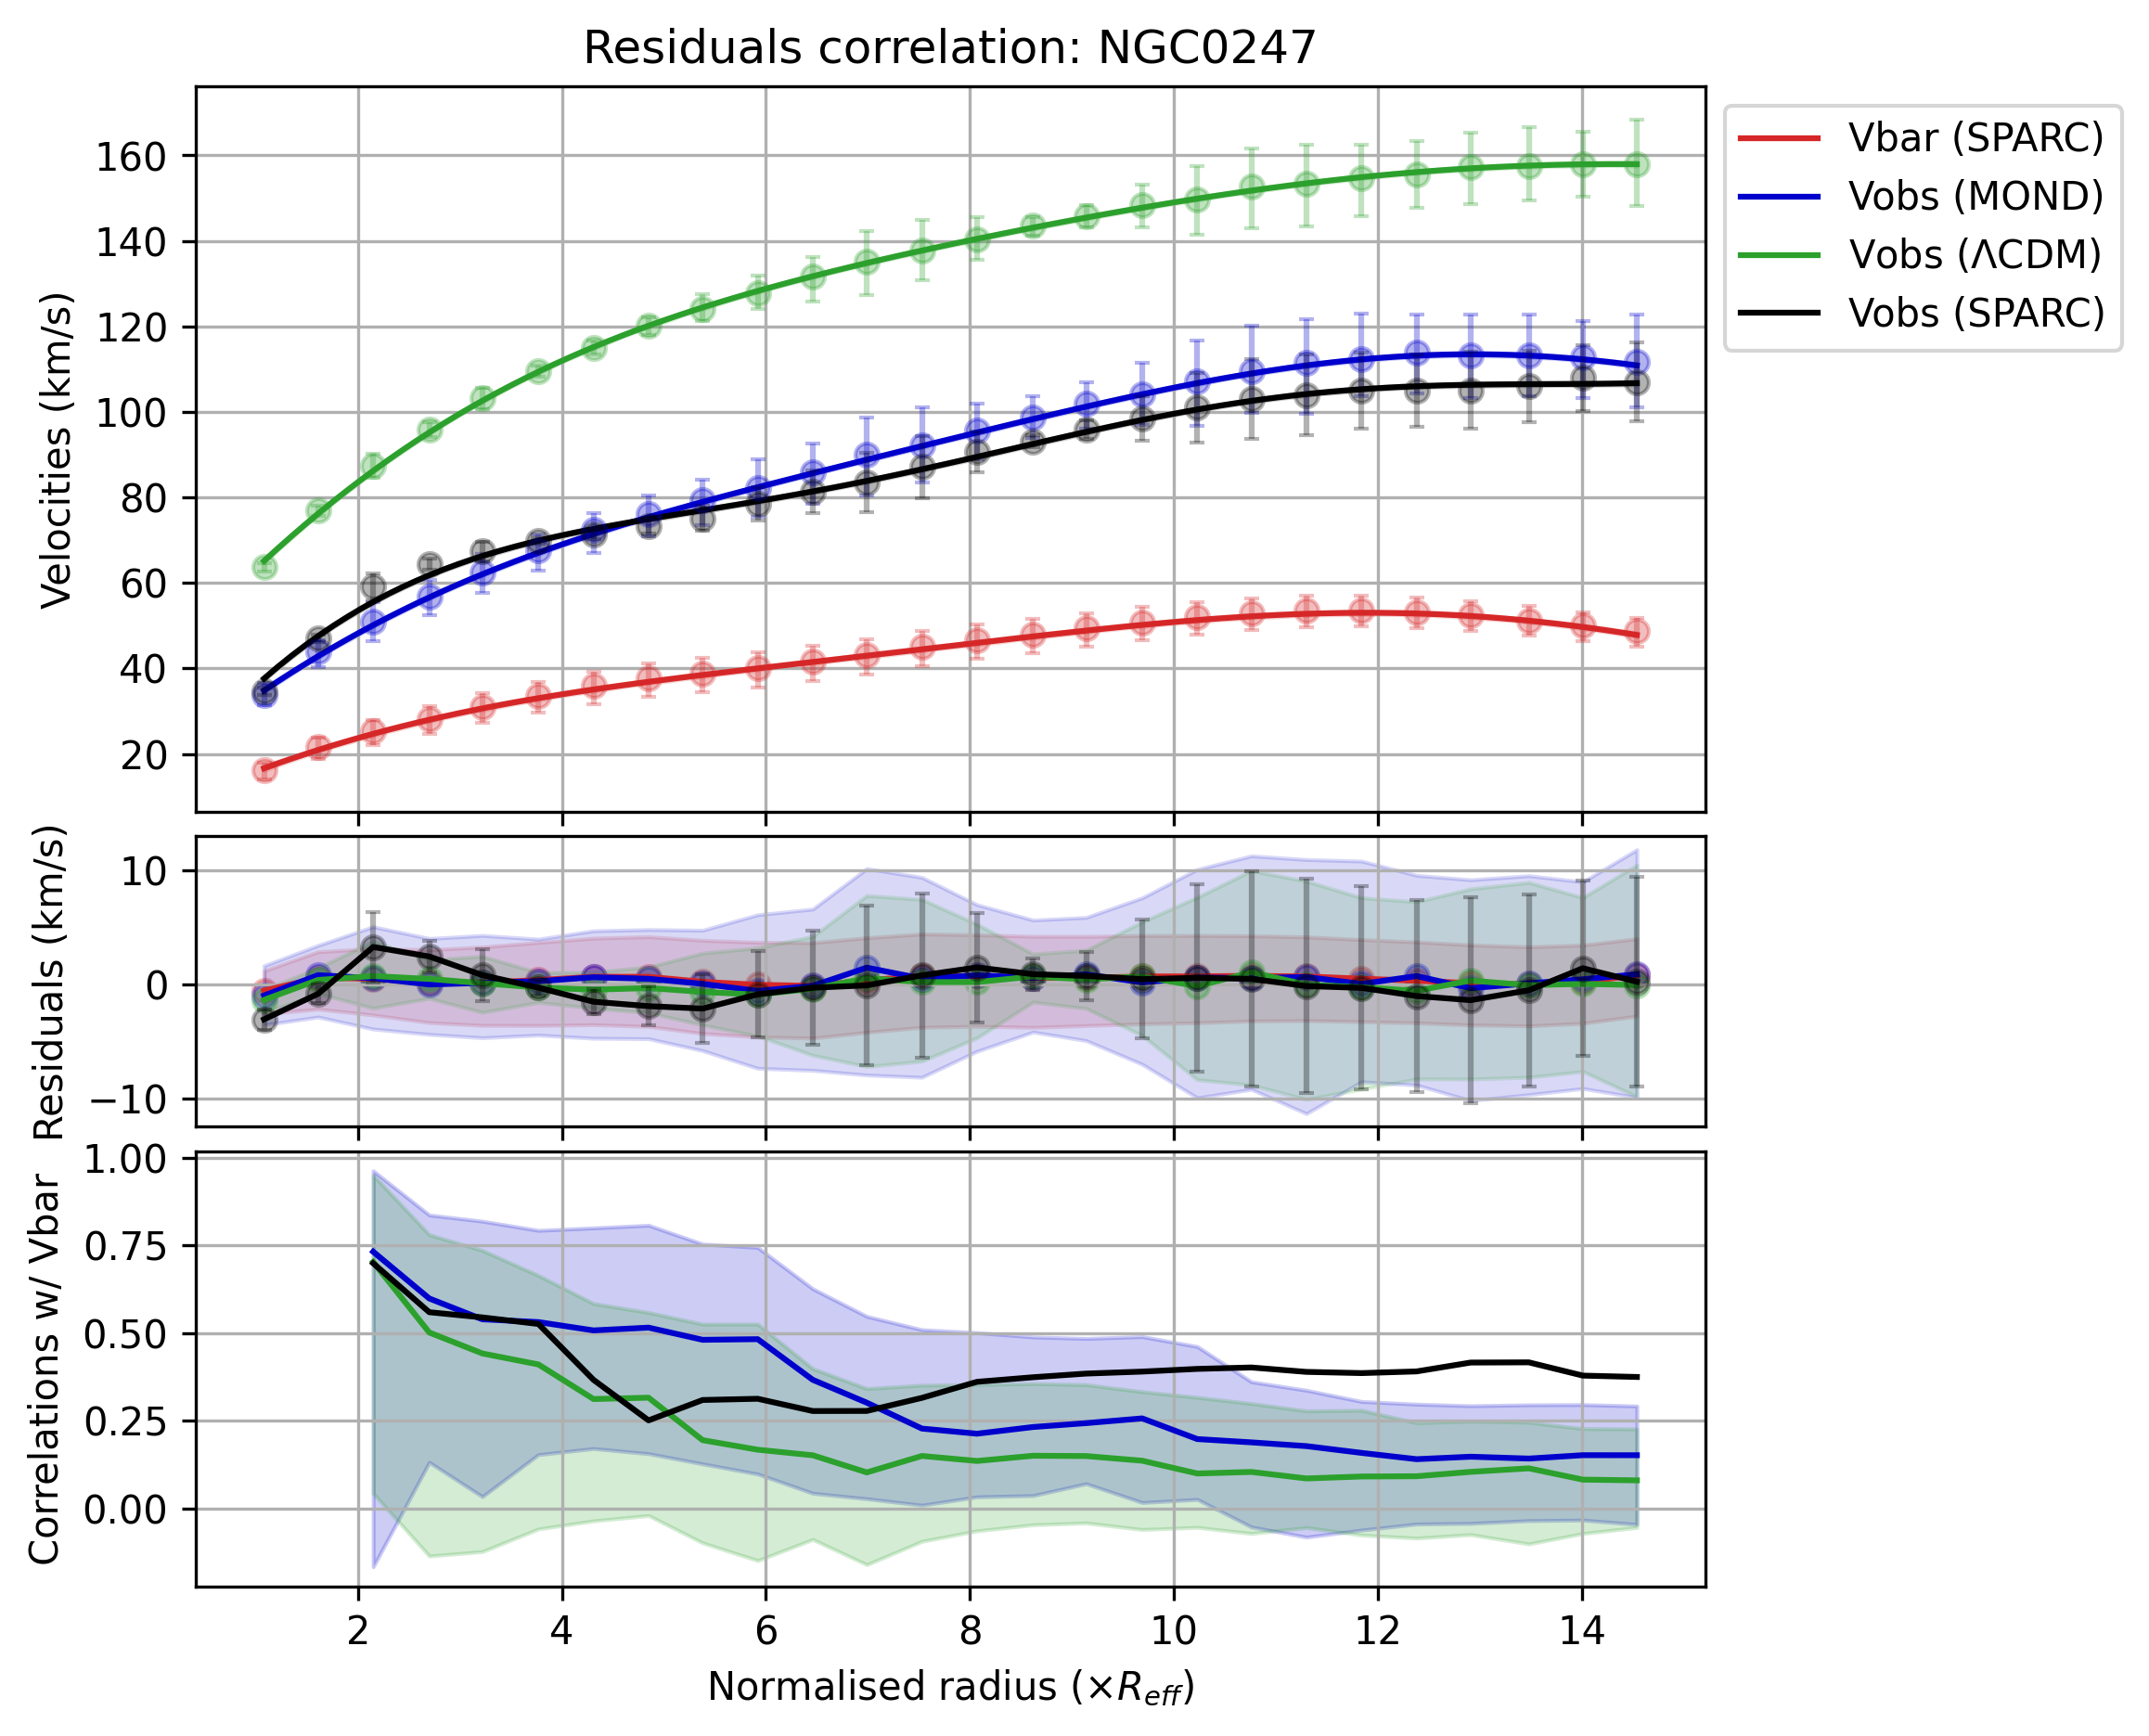 Residuals correlation: NGC0247
Velocities (km/s)
160
140
120
100
80
60
40
20
Vbar (SPARC)
Vobs (MOND)
Vobs (ΛCDM)
Vobs (SPARC)
Residuals (km/s)
10
0
−10
Correlations w/ Vbar
1.00
0.75
0.50
0.25
0.00
2 4 6 8 10 12 14
Normalised radius (×R_eff)